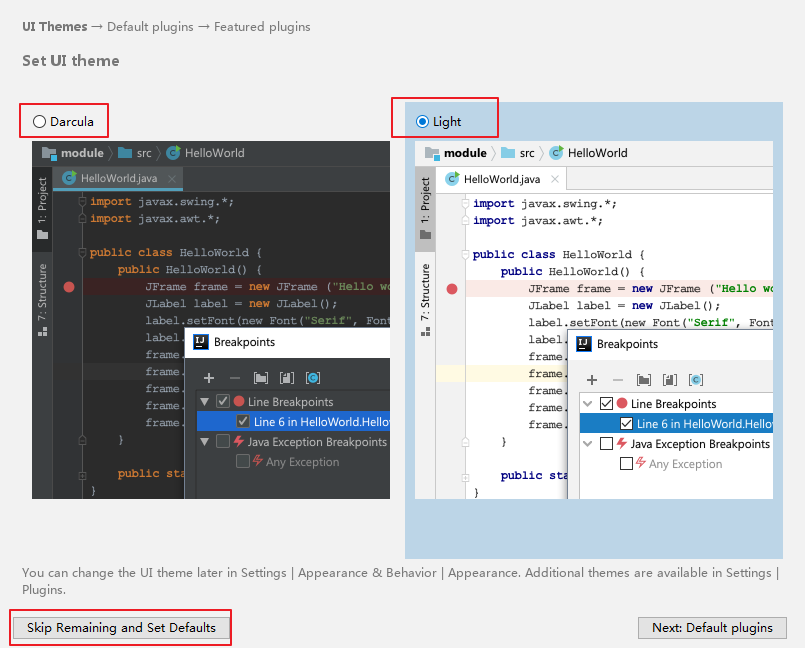 UI Themes → Default plugins → Featured plugins
Set UI theme
Darcula
module
src
HelloWorld
HelloWorld.java
1: Project
7: Structure
import javax.swing.*;
import javax.awt.*;
public class HelloWorld {
public HelloWorld() {
JFrame frame = new JFrame ("Hello wo
JLabel label = new JLabel();
label.setFont(new Font("Serif", Font
label.
frame.
frame.
frame.
frame.
frame.
}
public sta
}
Breakpoints
Line Breakpoints
Line 6 in HelloWorld.Hello
Java Exception Breakpoints
Any Exception
Light
module
src
HelloWorld
HelloWorld.java
1: Project
7: Structure
import javax.swing.*;
import javax.awt.*;
public class HelloWorld {
public HelloWorld() {
JFrame frame = new JFrame ("Hello wo
JLabel label = new JLabel();
label.setFont(new Font("Serif", Font
label.
frame.
frame.
frame.
frame.
frame.
}
public sta
}
Breakpoints
Line Breakpoints
Line 6 in HelloWorld.Hello
Java Exception Breakpoints
Any Exception
You can change the UI theme later in Settings | Appearance & Behavior | Appearance. Additional themes are available in Settings |
Plugins.
Skip Remaining and Set Defaults
Next: Default plugins